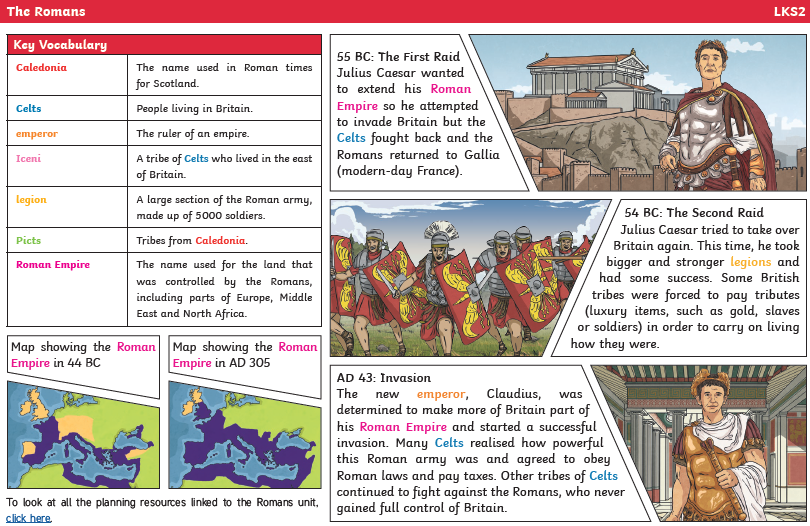 The Romans
LKS2
Key Vocabulary
Caledonia
The name used in Roman times
for Scotland.
Celts
People living in Britain.
emperor
The ruler of an empire.
Iceni
A tribe of Celts who lived in the east
of Britain.
legion
A large section of the Roman army,
made up of 5000 soldiers.
Picts
Tribes from Caledonia.
Roman Empire
The name used for the land that
was controlled by the Romans,
including parts of Europe, Middle
East and North Africa.
Map showing the Roman
Empire in 44 BC
Map showing the Roman
Empire in AD 305
To look at all the planning resources linked to the Romans unit,
click here.
55 BC: The First Raid
Julius Caesar wanted
to extend his Roman
Empire so he attempted
to invade Britain but the
Celts fought back and the
Romans returned to Gallia
(modern-day France).
54 BC: The Second Raid
Julius Caesar tried to take over
Britain again. This time, he took
bigger and stronger legions and
had some success. Some British
tribes were forced to pay tributes
(luxury items, such as gold, slaves
or soldiers) in order to carry on living
how they were.
AD 43: Invasion
The new emperor, Claudius, was
determined to make more of Britain part of
his Roman Empire and started a successful
invasion. Many Celts realised how powerful
this Roman army was and agreed to obey
Roman laws and pay taxes. Other tribes of Celts
continued to fight against the Romans, who never
gained full control of Britain.